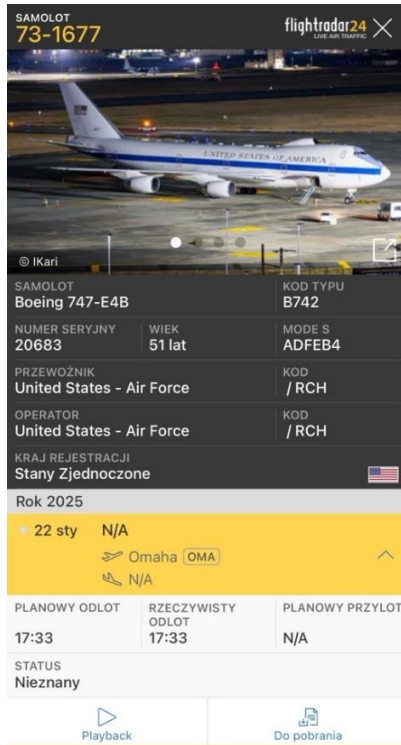 SAMOLOT
73-1677
flightradar24
LIVE AIR TRAFFIC
UNITED STATES OF AMERICA
© IKari
SAMOLOT
Boeing 747-E4B
KOD TYPU
B742
NUMER SERYJNY
20683
WIEK
51 lat
MODE S
ADFEB4
PRZEWOŹNIK
United States - Air Force
KOD
/ RCH
OPERATOR
United States - Air Force
KOD
/ RCH
KRAJ REJESTRACJI
Stany Zjednoczone
Rok 2025
22 sty N/A
Omaha OMA
N/A
PLANOWY ODLOT
17:33
RZECZYWISTY
ODLOT
17:33
PLANOWY PRZYLOT
N/A
STATUS
Nieznany
Playback
Do pobrania